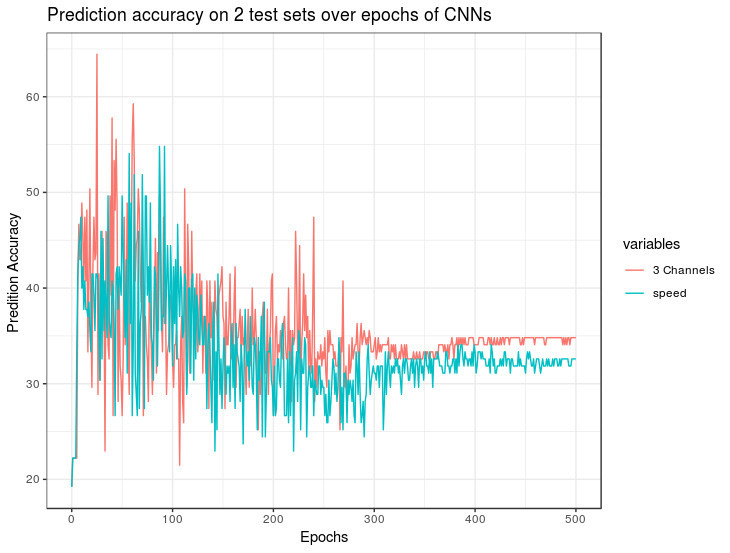 Prediction accuracy on 2 test sets over epochs of CNNs
60
50
40
30
20
0 100 200 300 400 500
Epochs
Predition Accuracy
variables
3 Channels
speed